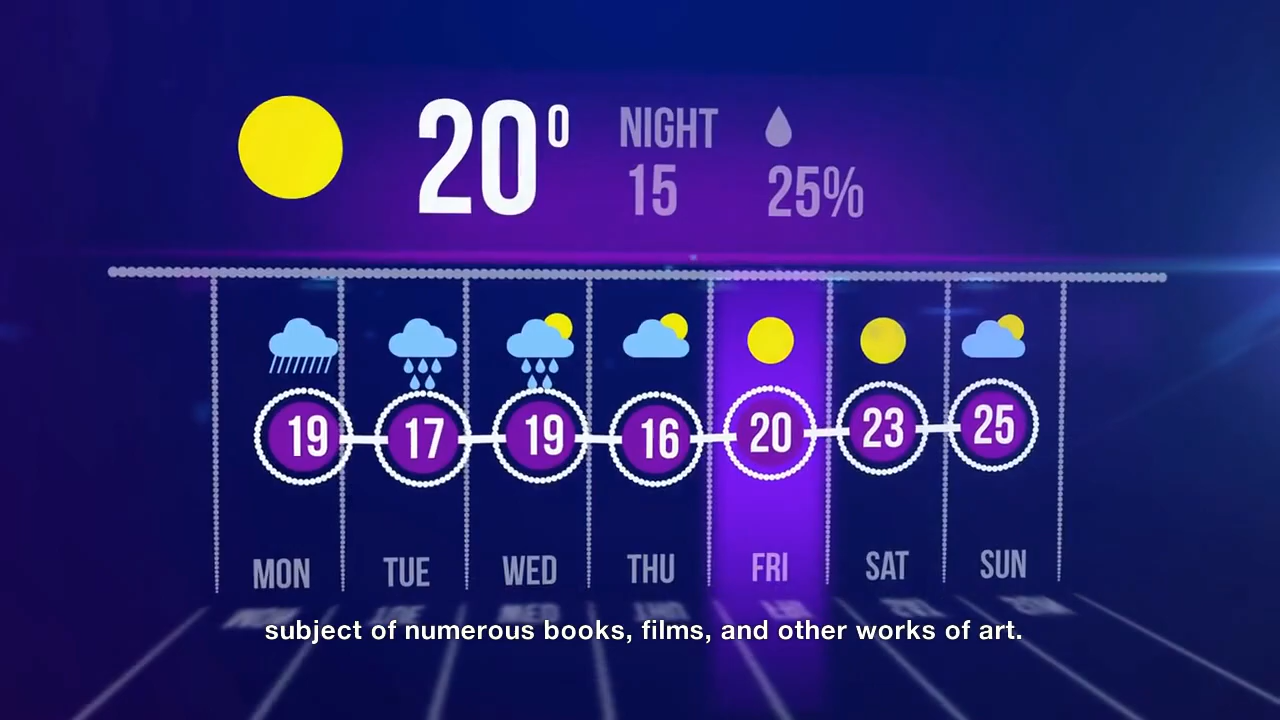 20⁰ NIGHT
15 25%
19 17 19 16 20 23 25
MON TUE WED THU FRI SAT SUN
subject of numerous books, films, and other works of art.